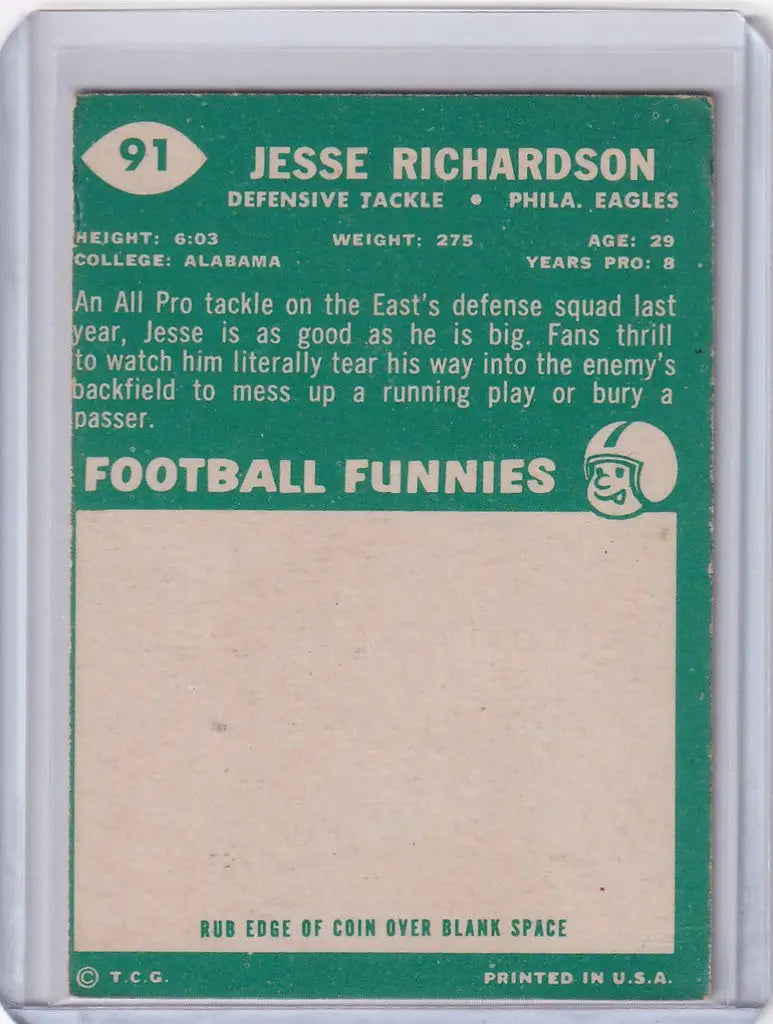 91
JESSE RICHARDSON
DEFENSIVE TACKLE • PHILA. EAGLES
HEIGHT: 6:03 WEIGHT: 275 AGE: 29
COLLEGE: ALABAMA YEARS PRO: 8
An All Pro tackle on the East's defense squad last
year, Jesse is as good as he is big. Fans thrill
to watch him literally tear his way into the enemy's
backfield to mess up a running play or bury a
passer.
FOOTBALL FUNNIES
RUB EDGE OF COIN OVER BLANK SPACE
© T.C.G. PRINTED IN U.S.A.